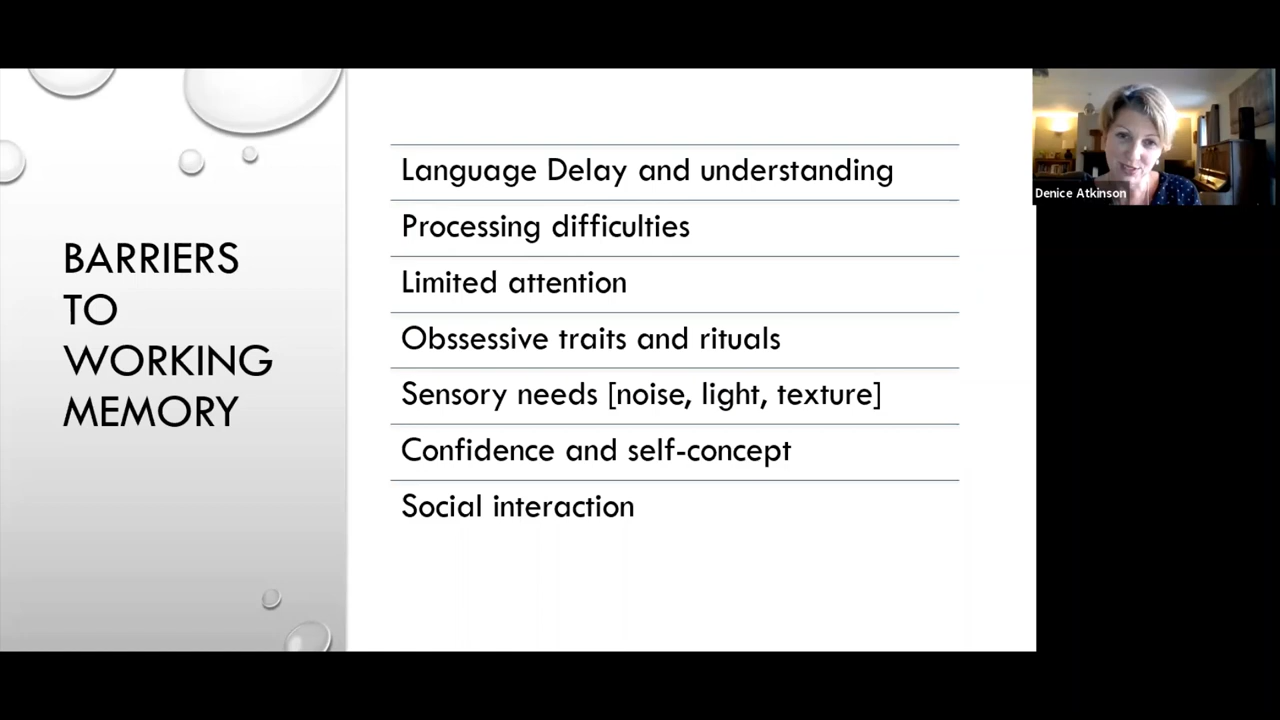 BARRIERS
TO
WORKING
MEMORY
Language Delay and understanding
Processing difficulties
Limited attention
Obssessive traits and rituals
Sensory needs [noise, light, texture]
Confidence and self-concept
Social interaction
Denice Atkinson